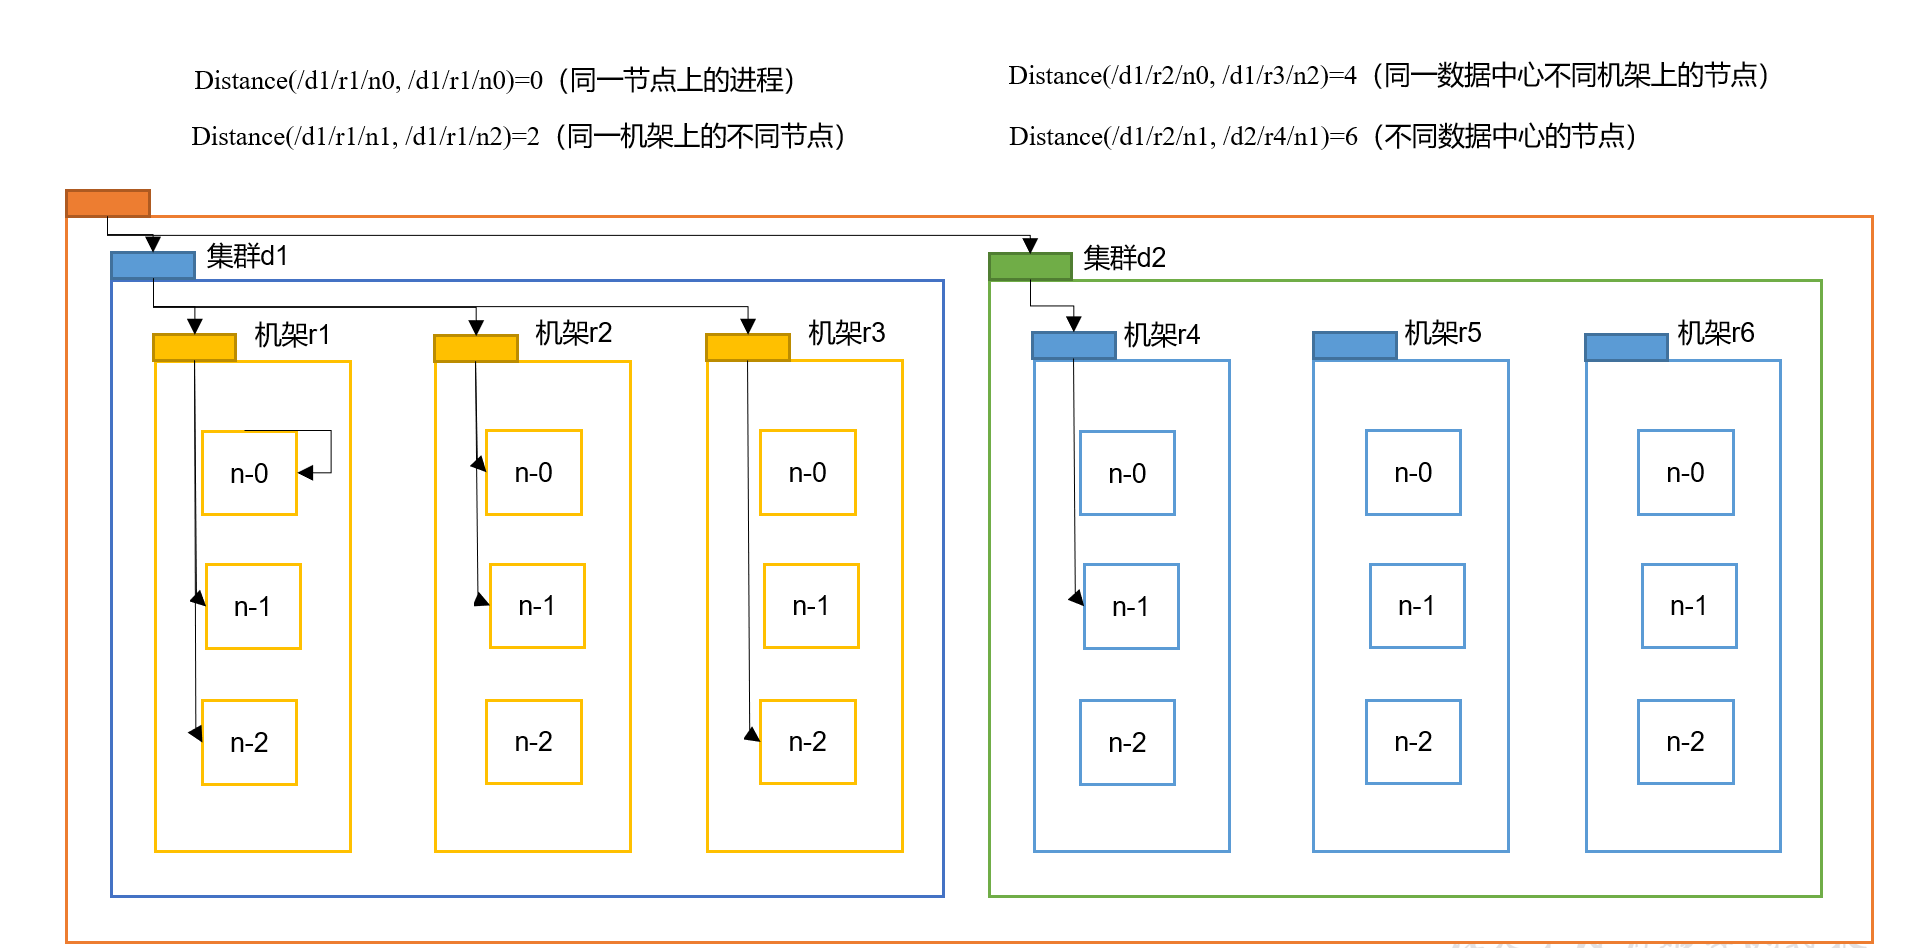 Distance(/d1/r1/n0, /d1/r1/n0)=0（同一节点上的进程）
Distance(/d1/r2/n0, /d1/r3/n2)=4（同一数据中心不同机架上的节点）
Distance(/d1/r1/n1, /d1/r1/n2)=2（同一机架上的不同节点）
Distance(/d1/r2/n1, /d2/r4/n1)=6（不同数据中心的节点）
集群d1
集群d2
机架r1
机架r2
机架r3
机架r4
机架r5
机架r6
n-0
n-0
n-0
n-0
n-0
n-0
n-1
n-1
n-1
n-1
n-1
n-1
n-2
n-2
n-2
n-2
n-2
n-2